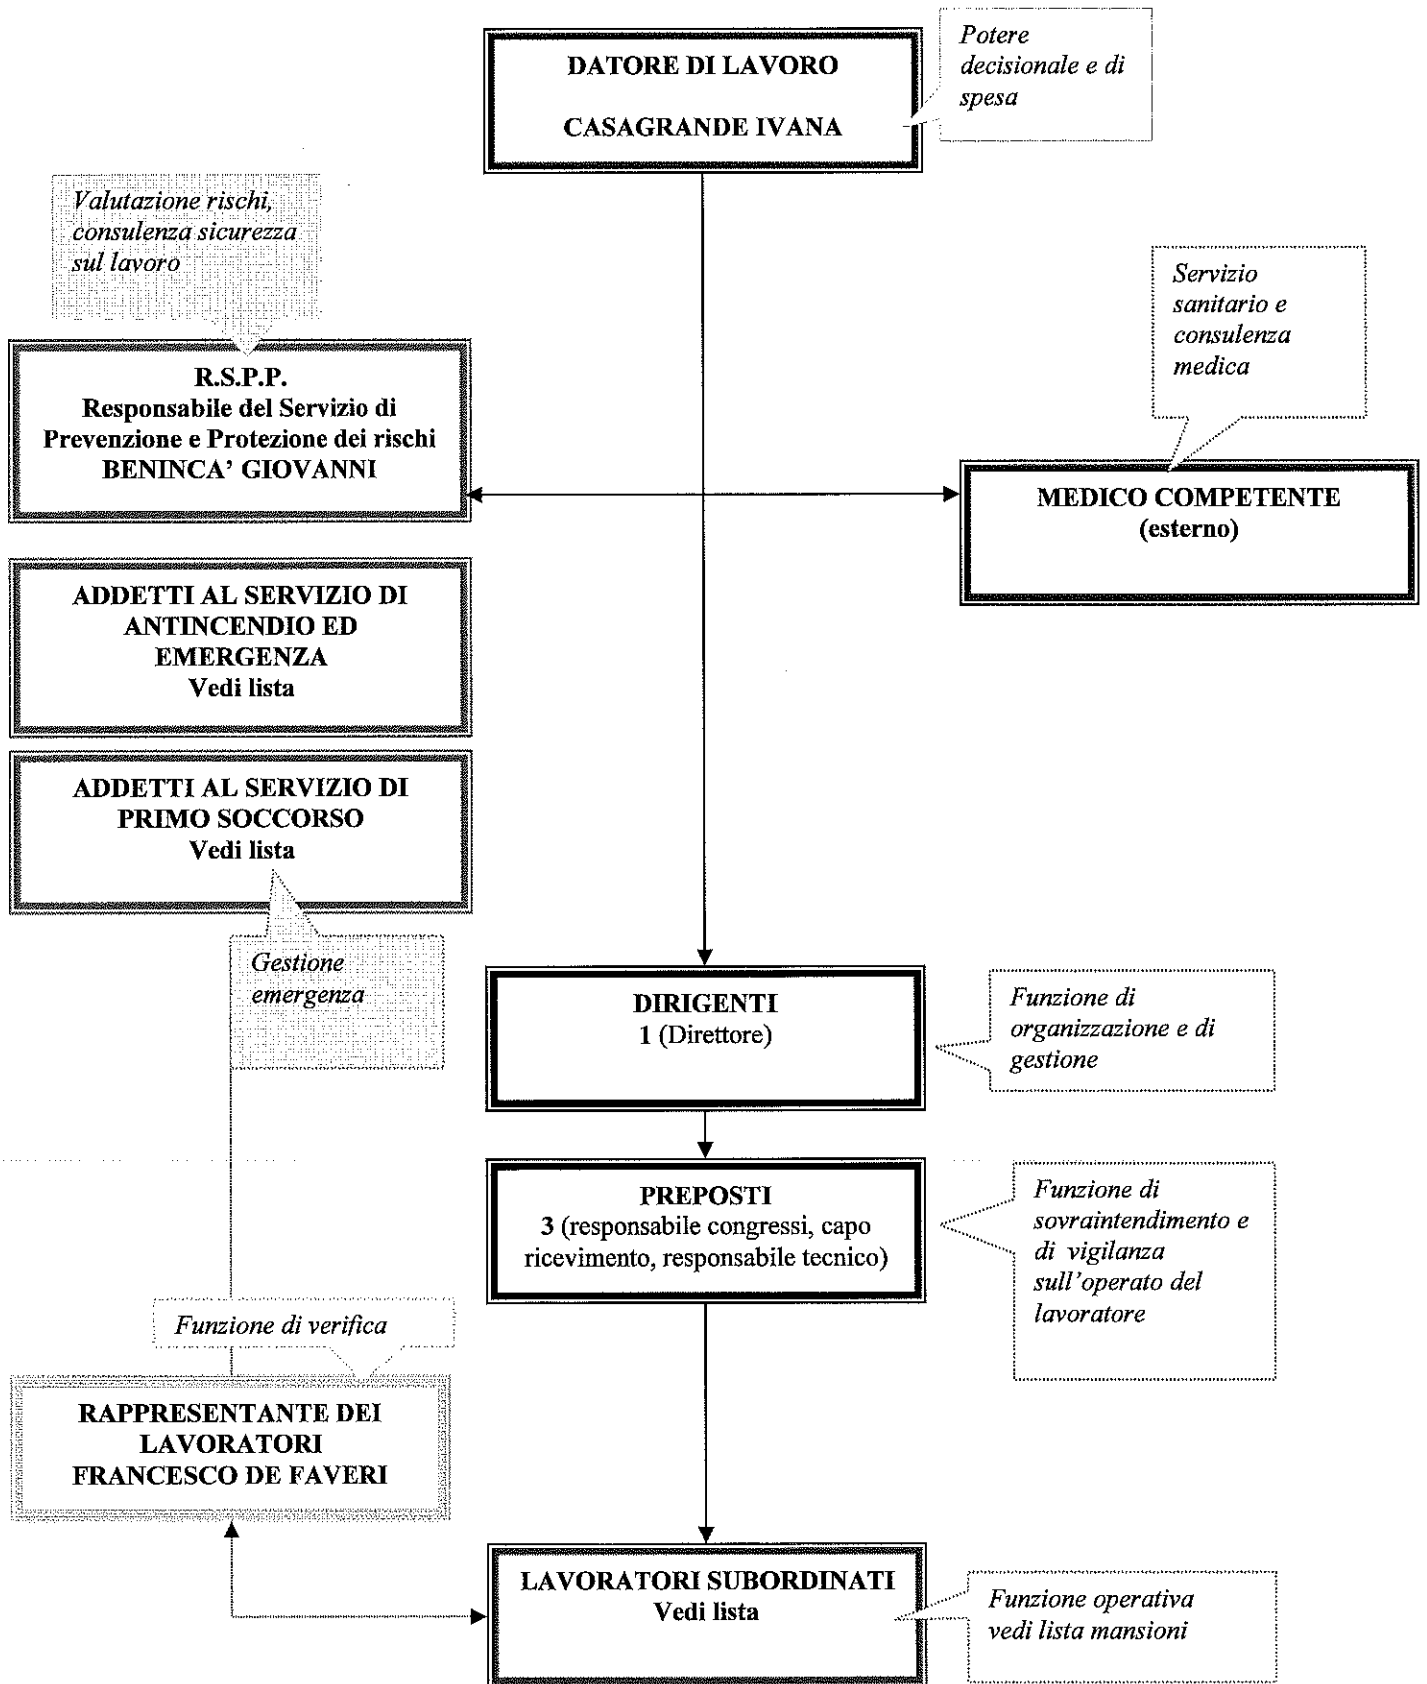 DATORE DI LAVORO
CASAGRANDE IVANA
Potere
decisionale e di
spesa
Valutazione rischi,
consulenza sicurezza
sul lavoro
Servizio
sanitario e
consulenza
medica
R.S.P.P.
Responsabile del Servizio di
Prevenzione e Protezione dei rischi
BENINCA’ GIOVANNI
MEDICO COMPETENTE
(esterno)
ADDETTI AL SERVIZIO DI
ANTINCENDIO ED
EMERGENZA
Vedi lista
ADDETTI AL SERVIZIO DI
PRIMO SOCCORSO
Vedi lista
Gestione
emergenza
DIRIGENTI
1 (Direttore)
Funzione di
organizzazione e di
gestione
PREPOSTI
3 (responsabile congressi, capo
ricevimento, responsabile tecnico)
Funzione di
sovraintendimento e
di vigilanza
sull’operato del
lavoratore
Funzione di verifica
RAPPRESENTANTE DEI
LAVORATORI
FRANCESCO DE FAVERI
LAVORATORI SUBORDINATI
Vedi lista
Funzione operativa
vedi lista mansioni